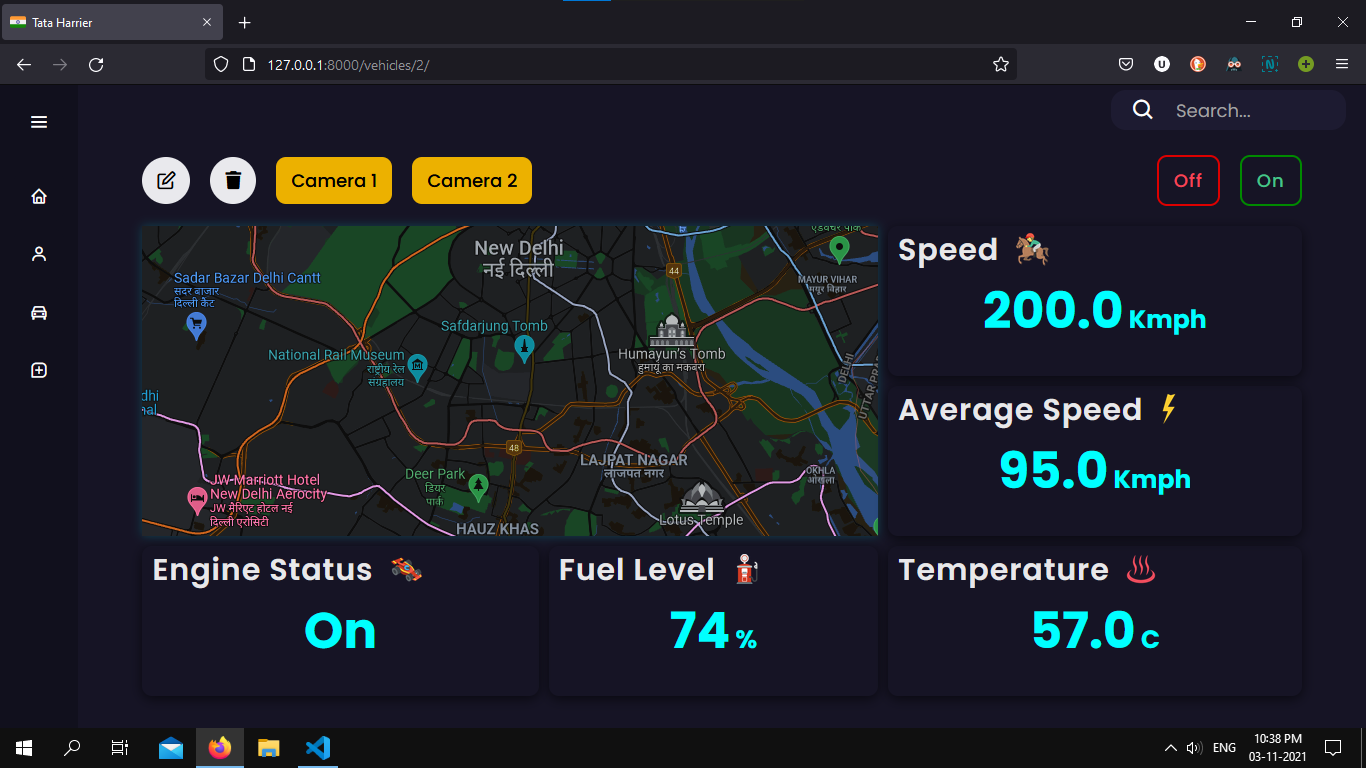 Tata Harrier
127.0.0.1:8000/vehicles/2/
Search...
Camera 1
Camera 2
Off
On
New Delhi
नई दिल्ली
44
MAYUR VIHAR
मयूर विहार
Sadar Bazar Delhi Cantt
सदर बाजार
दिल्ली कैंट
Safdarjung Tomb
National Rail Museum
राष्ट्रीय रेल
संग्रहालय
Humayun's Tomb
हुमायूं का मकबरा
DELHI
UTTAR PRA
dhi
nal
48
LAJPAT NAGAR
लाजपत नगर
Deer Park
डियर
पार्क
OKHLA
ओखला
JW Marriott Hotel
New Delhi Aerocity
JW मैरिएट होटल नई
दिल्ली एरोसिटी
HAUZ KHAS
Lotus Temple
Speed
200.0 Kmph
Average Speed
95.0 Kmph
Engine Status
On
Fuel Level
74 %
Temperature
57.0 C
ENG
10:38 PM
03-11-2021